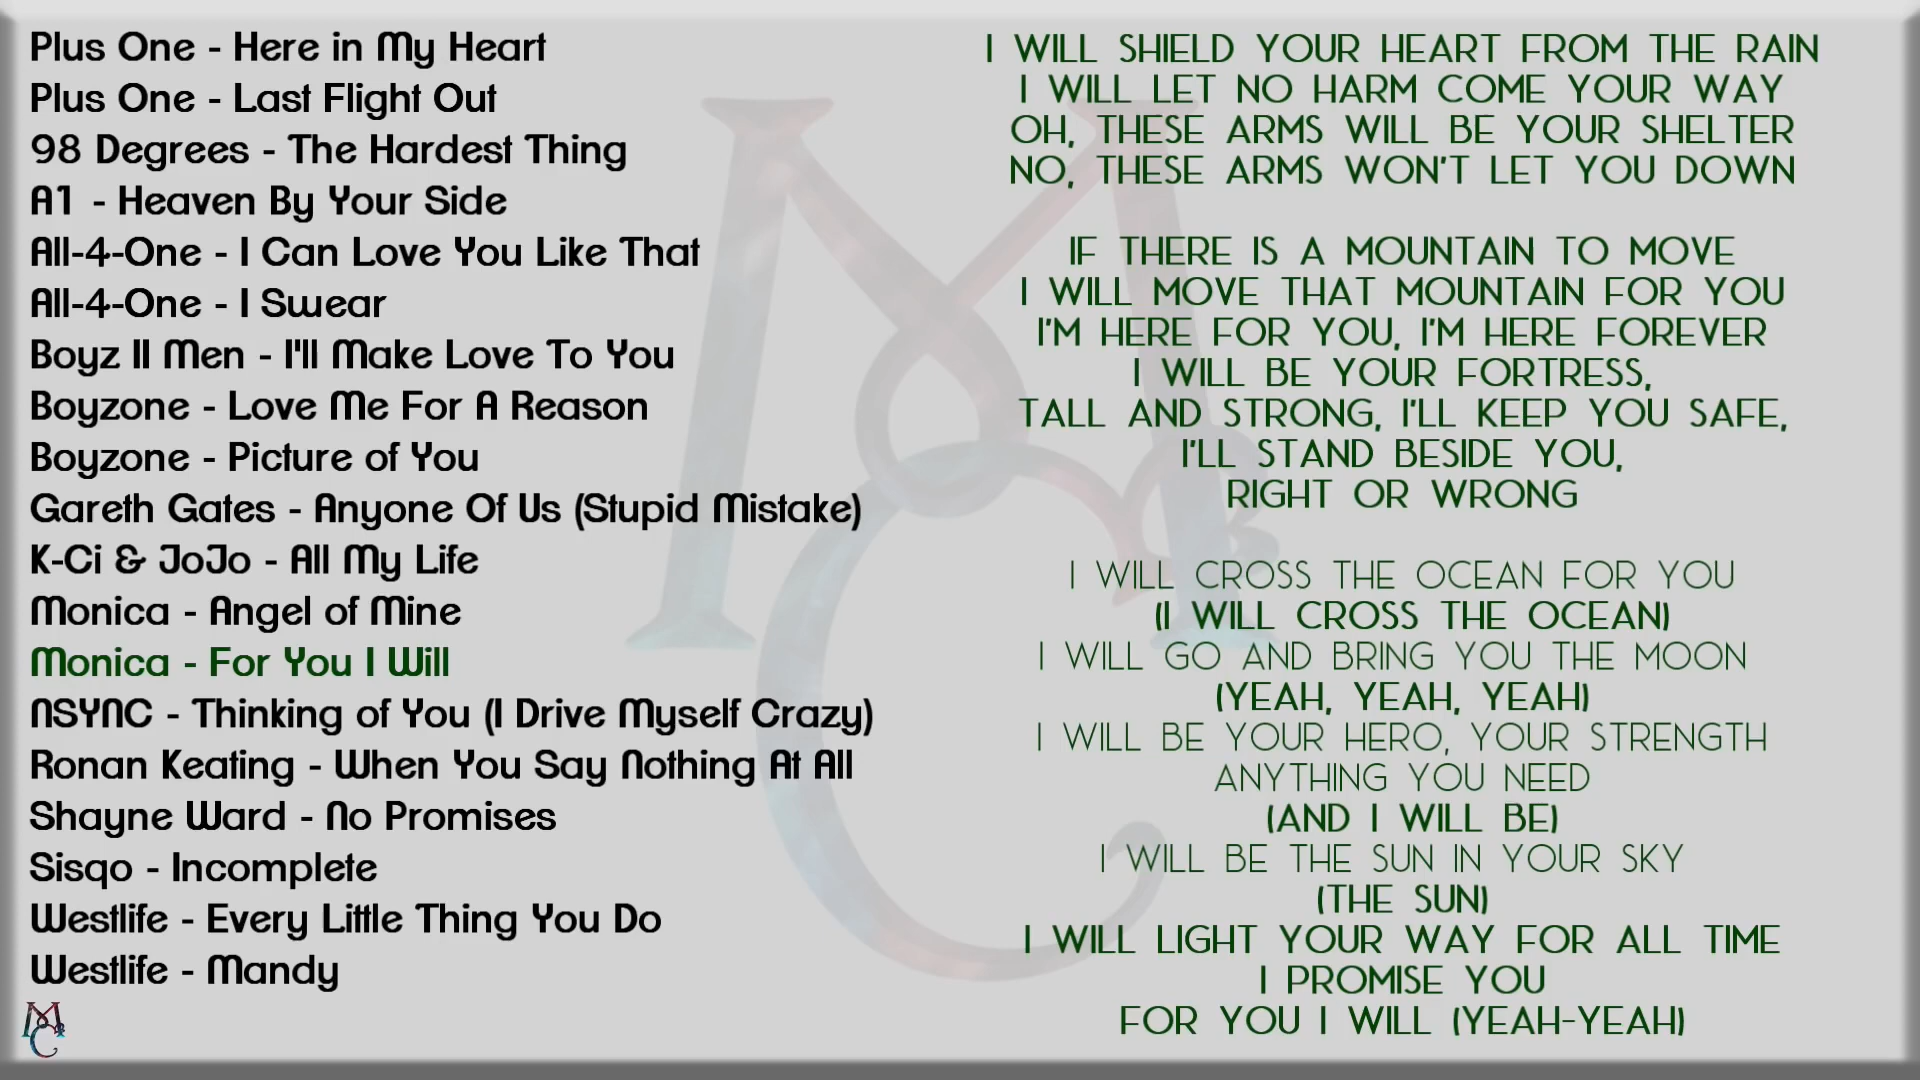 Plus One - Here in My Heart
Plus One - Last Flight Out
98 Degrees - The Hardest Thing
A1 - Heaven By Your Side
All-4-One - I Can Love You Like That
All-4-One - I Swear
Boyz II Men - I'll Make Love To You
Boyzone - Love Me For A Reason
Boyzone - Picture of You
Gareth Gates - Anyone Of Us (Stupid Mistake)
K-Ci & JoJo - All My Life
Monica - Angel of Mine
Monica - For You I Will
NSYNC - Thinking of You (I Drive Myself Crazy)
Ronan Keating - When You Say Nothing At All
Shayne Ward - No Promises
Sisqo - Incomplete
Westlife - Every Little Thing You Do
Westlife - Mandy
I WILL SHIELD YOUR HEART FROM THE RAIN
I WILL LET NO HARM COME YOUR WAY
OH, THESE ARMS WILL BE YOUR SHELTER
NO, THESE ARMS WON'T LET YOU DOWN
IF THERE IS A MOUNTAIN TO MOVE
I WILL MOVE THAT MOUNTAIN FOR YOU
I'M HERE FOR YOU, I'M HERE FOREVER
I WILL BE YOUR FORTRESS,
TALL AND STRONG, I'LL KEEP YOU SAFE,
I'LL STAND BESIDE YOU,
RIGHT OR WRONG
I WILL CROSS THE OCEAN FOR YOU
(I WILL CROSS THE OCEAN)
I WILL GO AND BRING YOU THE MOON
(YEAH, YEAH, YEAH)
I WILL BE YOUR HERO, YOUR STRENGTH
ANYTHING YOU NEED
(AND I WILL BE)
I WILL BE THE SUN IN YOUR SKY
(THE SUN)
I WILL LIGHT YOUR WAY FOR ALL TIME
I PROMISE YOU
FOR YOU I WILL (YEAH-YEAH)